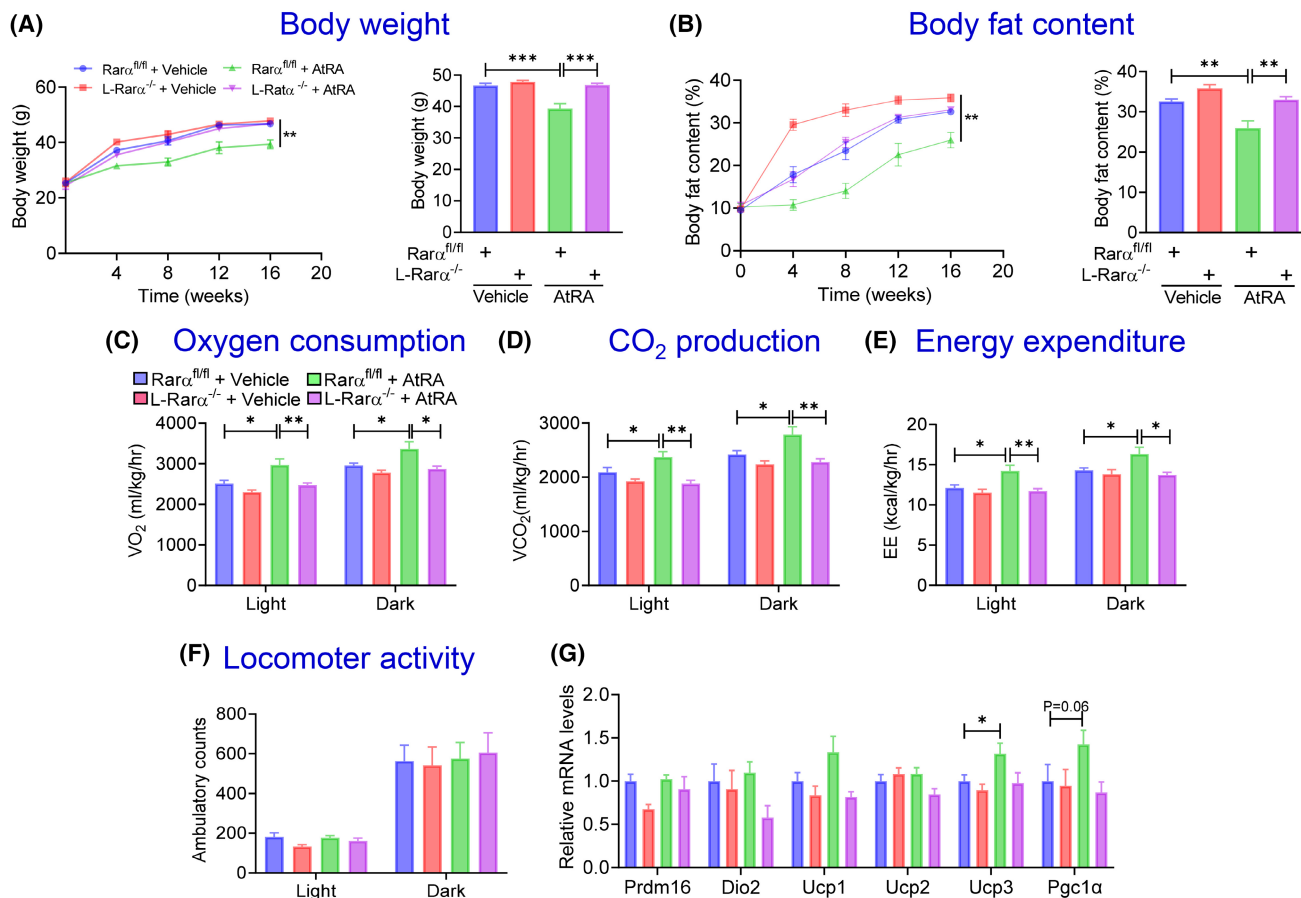 (A) Body weight
Rarα^fl/fl + Vehicle Rarα^fl/fl + AtRA
L-Rarα^-/- + Vehicle L-Ratα^-/- + AtRA
Body weight (g)
60
40
20
0
4 8 12 16 20
Time (weeks)
**
*** ***
Body weight (g)
50
40
30
20
10
0
Rarα^fl/fl + +
L-Rarα^-/- + +
Vehicle AtRA
(B) Body fat content
Body fat content (%)
40
30
20
10
0
0 4 8 12 16 20
Time (weeks)
**
** **
Body fat content (%)
40
30
20
10
0
Rarα^fl/fl + +
L-Rarα^-/- + +
Vehicle AtRA
(C) Oxygen consumption
Rarα^fl/fl + Vehicle Rarα^fl/fl + AtRA
L-Rarα^-/- + Vehicle L-Rarα^-/- + AtRA
VO₂ (ml/kg/hr)
4000
3000
2000
1000
0
* ** * *
Light Dark
(D) CO₂ production
VCO₂(ml/kg/hr)
3000
2000
1000
0
* ** * **
Light Dark
(E) Energy expenditure
EE (kcal/kg/hr)
20
15
10
5
0
* ** * *
Light Dark
(F) Locomoter activity
Ambulatory counts
800
600
400
200
0
Light Dark
(G)
Relative mRNA levels
2.0
1.5
1.0
0.5
0.0
* P=0.06
Prdm16 Dio2 Ucp1 Ucp2 Ucp3 Pgc1α